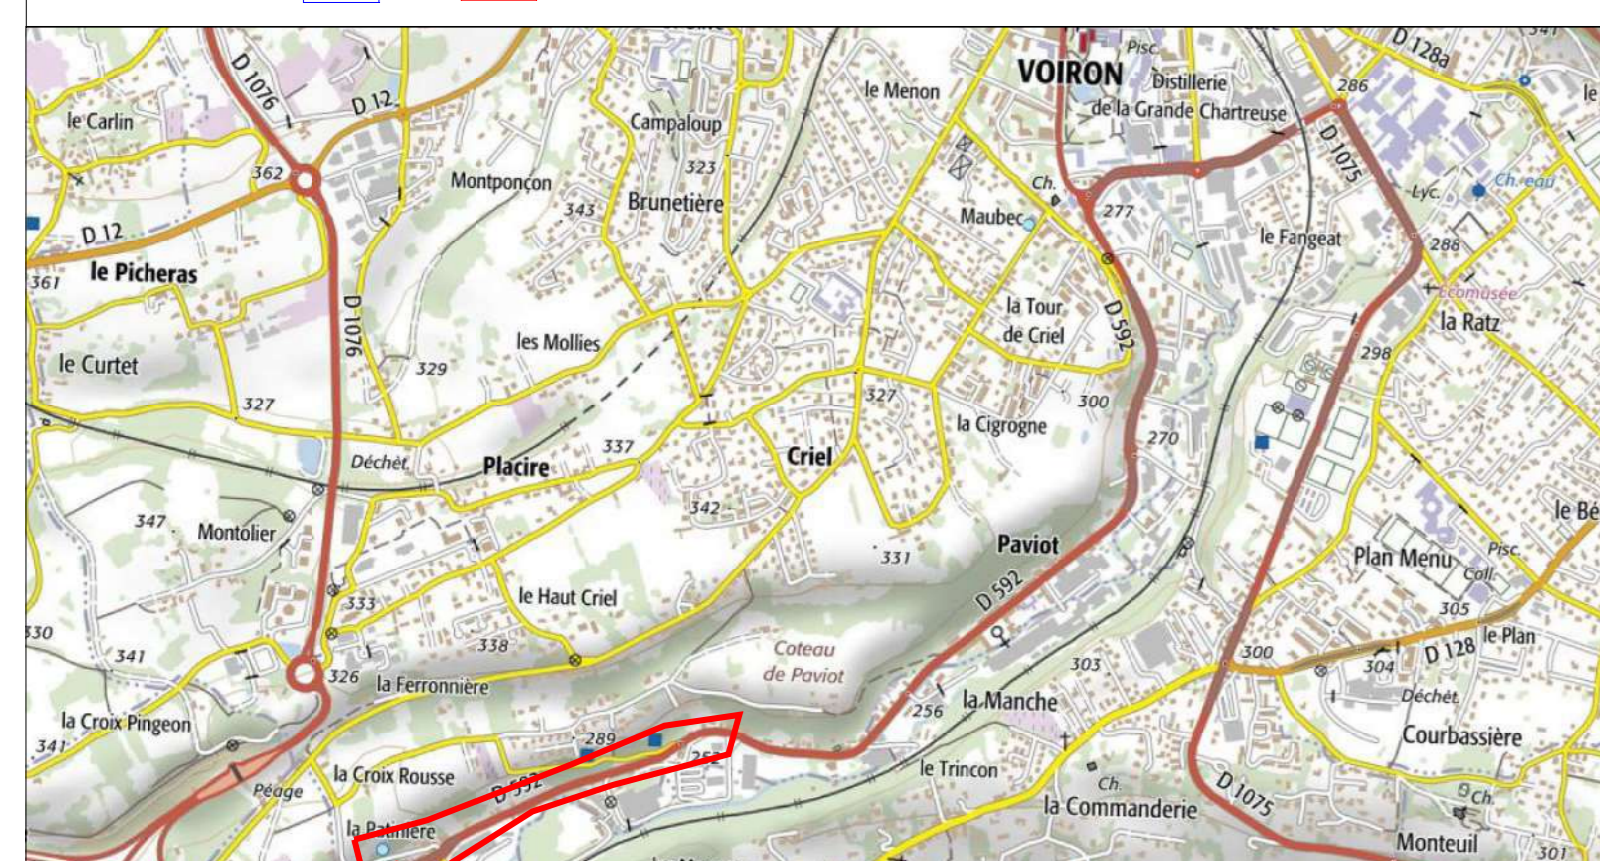 D 128a
341
VOIRON
Pisc.
Distillerie
de la Grande Chartreuse
286
le
D 1076
D 12
le Menon
le Carlin
Campaloup
D 1075
362
323
Montponçon
Ch.
Lyc.
Ch. eau
343
Brunetière
Maubec
277
D 12
le Fangeat
288
361
le Picheras
Écomusée
la Tour
de Criel
D 592
la Ratz
D 1076
les Mollies
le Curtet
329
298
327
327
300
la Cigogne
270
337
Criel
Déchèt.
Placire
347
342
le Bé
Montolier
331
Paviot
Plan Menu
Pisc.
Coll.
D 592
le Haut Criel
333
305
330
338
le Plan
341
Coteau
de Paviot
303
300
304
D 128
326
la Ferronnière
Déchèt.
la Manche
256
la Croix Pingeon
341
289
252
Courbassière
la Croix Rousse
le Trincon
Péage
D 592
Ch.
la Commanderie
D 1075
Ch.
la Patinière
Monteuil
301